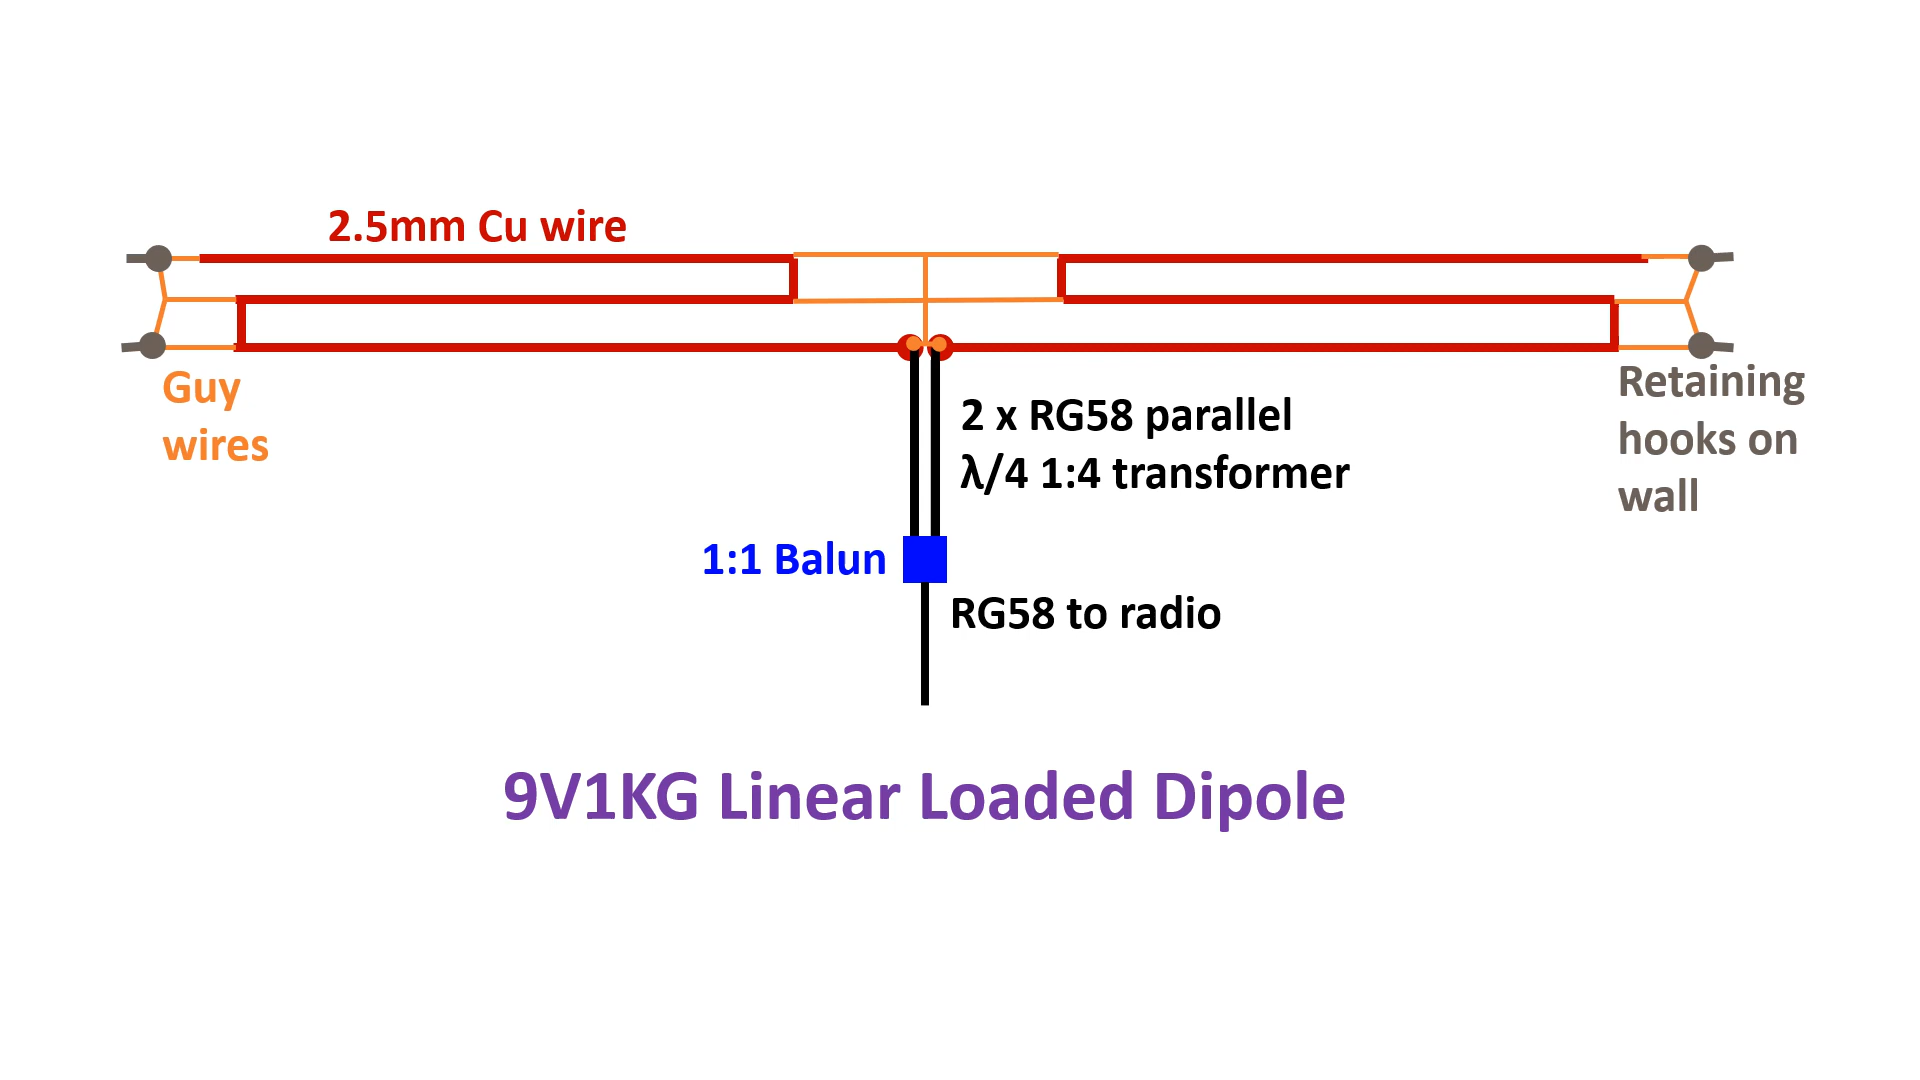 2.5mm Cu wire
Guy
wires
2 x RG58 parallel
λ/4 1:4 transformer
Retaining
hooks on
wall
1:1 Balun
RG58 to radio
9V1KG Linear Loaded Dipole